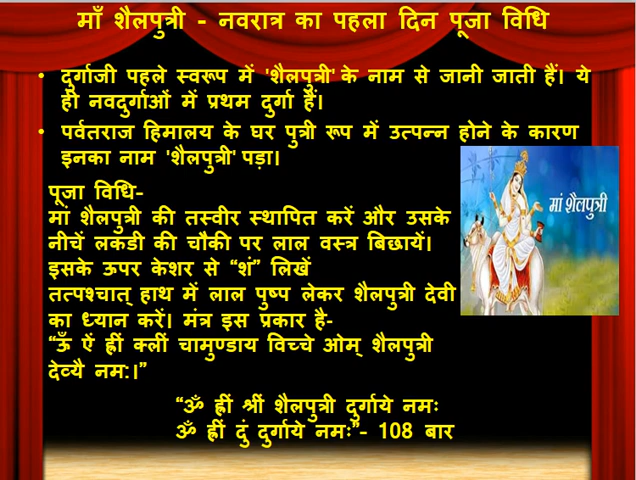 माँ शैलपुत्री - नवरात्र का पहला दिन पूजा विधि
• दुर्गाजी पहले स्वरूप में 'शैलपुत्री' के नाम से जानी जाती हैं। ये
ही नवदुर्गाओं में प्रथम दुर्गा हैं।
• पर्वतराज हिमालय के घर पुत्री रूप में उत्पन्न होने के कारण
इनका नाम 'शैलपुत्री' पड़ा।
पूजा विधि-
मां शैलपुत्री की तस्वीर स्थापित करें और उसके
नीचें लकडी की चौकी पर लाल वस्त्र बिछायें।
इसके ऊपर केशर से “शं” लिखें
तत्पश्चात् हाथ में लाल पुष्प लेकर शैलपुत्री देवी
का ध्यान करें। मंत्र इस प्रकार है-
“ऊँ ऐं ह्रीं क्लीं चामुण्डाय विच्चे ओम् शैलपुत्री
देव्यै नम:।”
मां शैलपुत्री
“ॐ ह्रीं श्रीं शैलपुत्री दुर्गाये नमः
ॐ ह्रीं दुं दुर्गाये नमः”- 108 बार